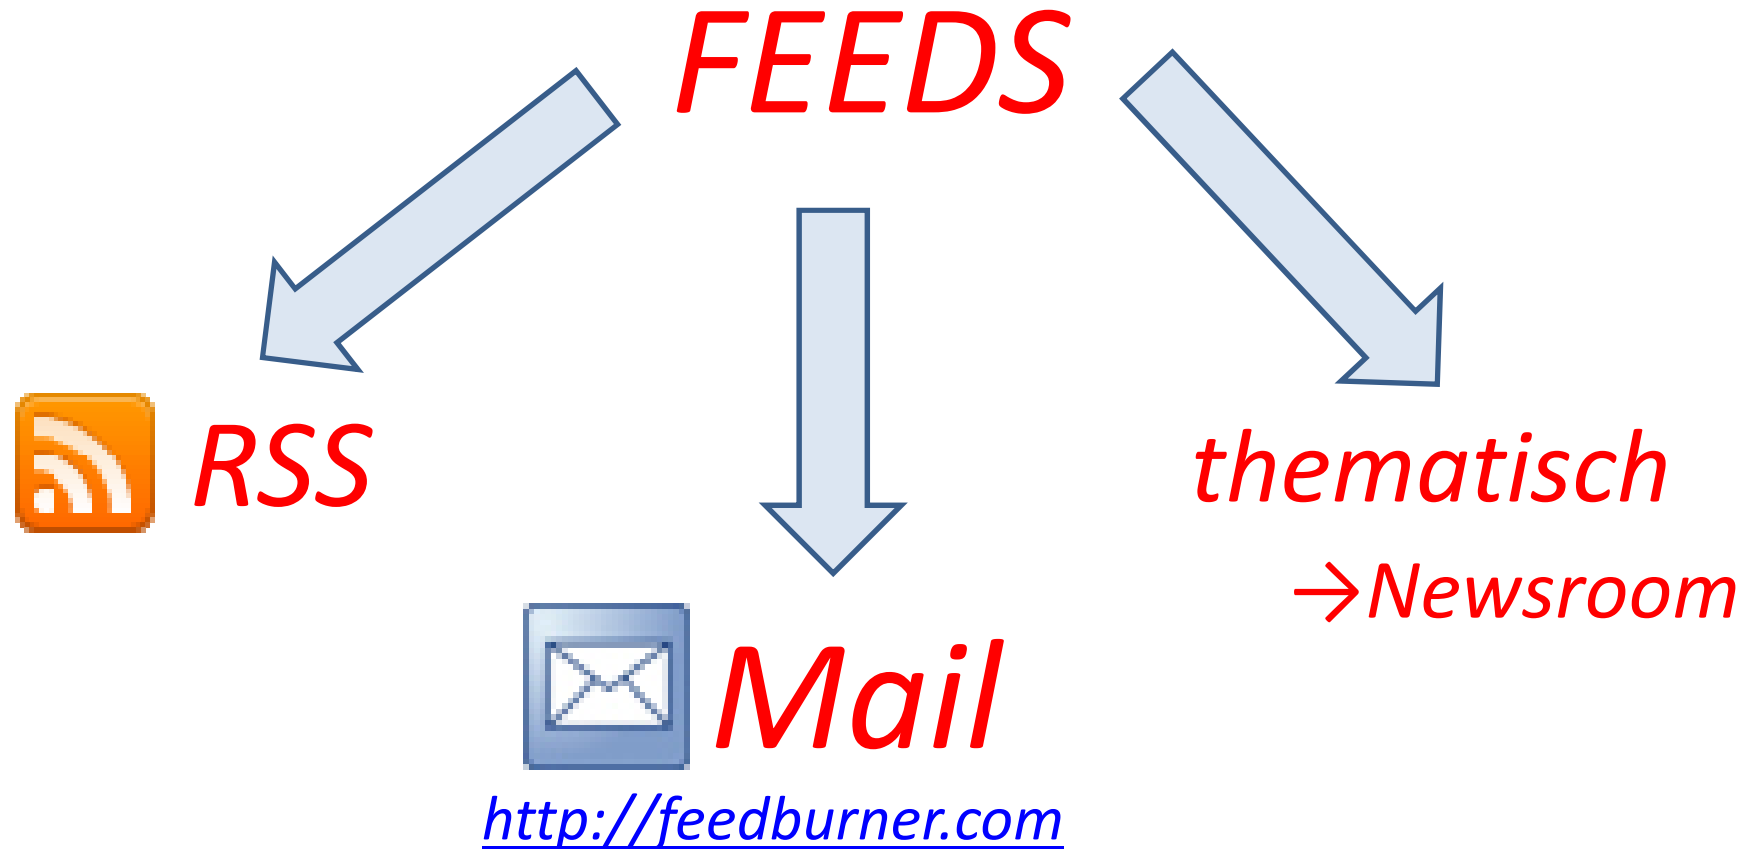 FEEDS
RSS
thematisch
→Newsroom
Mail
http://feedburner.com